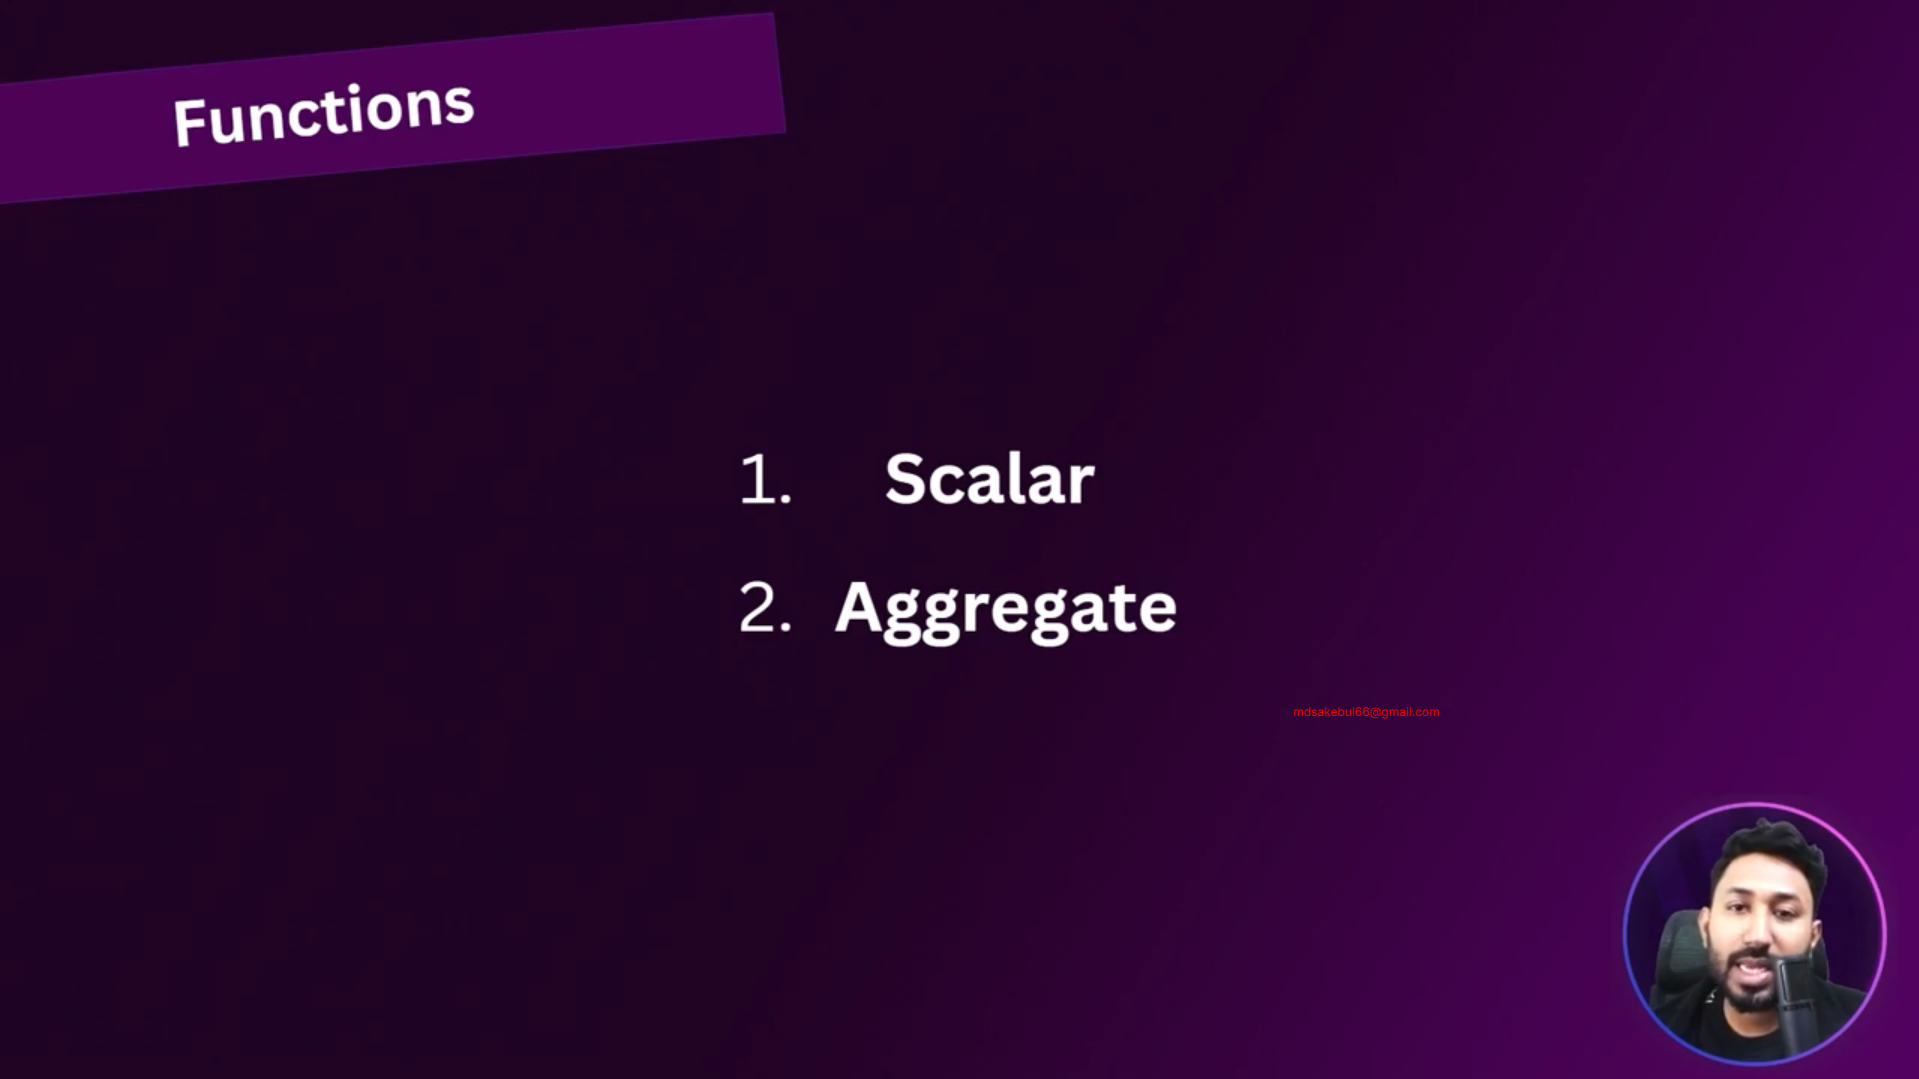 Functions
1. Scalar
2. Aggregate
mdsakebul66@gmail.com